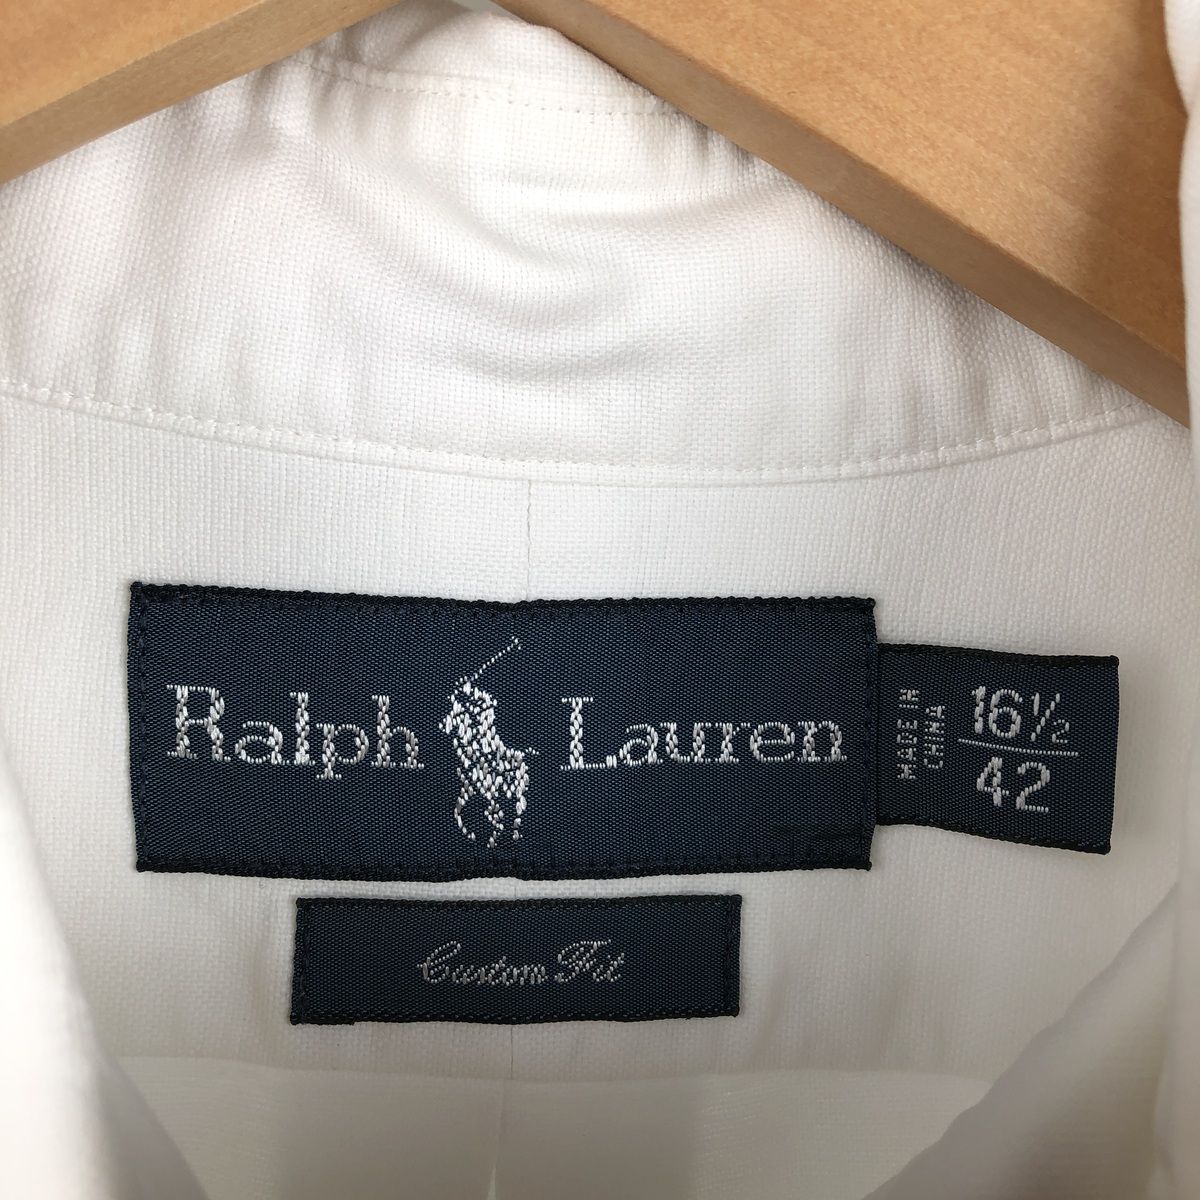 Ralph Lauren
MADE IN
CHINA
16½
42
Custom Fit